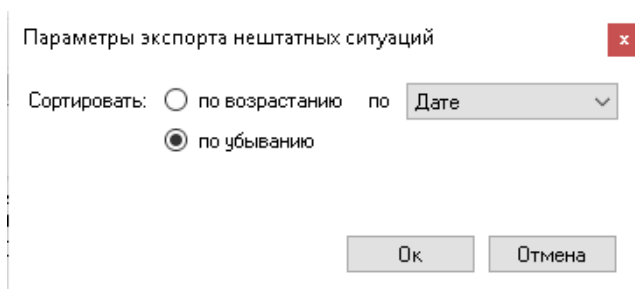 Параметры экспорта нештатных ситуаций x
Сортировать: по возрастанию по Дате
по убыванию
Ок Отмена